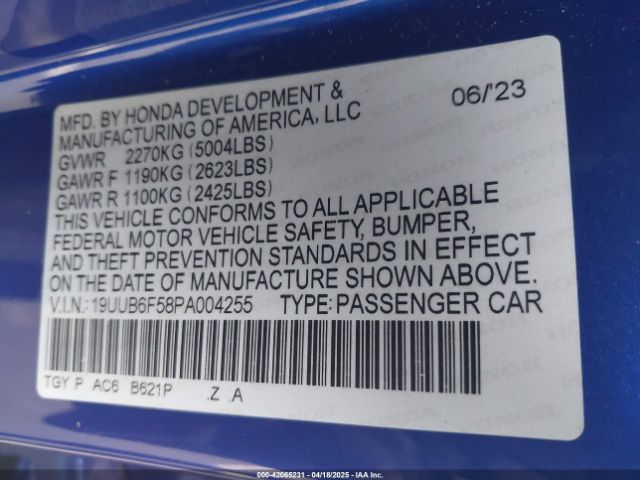 MFD. BY HONDA DEVELOPMENT & 06/'23
MANUFACTURING OF AMERICA, LLC
GVWR 2270KG (5004LBS)
GAWR F 1190KG (2623LBS)
GAWR R 1100KG (2425LBS)
THIS VEHICLE CONFORMS TO ALL APPLICABLE
FEDERAL MOTOR VEHICLE SAFETY, BUMPER,
AND THEFT PREVENTION STANDARDS IN EFFECT
ON THE DATE OF MANUFACTURE SHOWN ABOVE.
V.I.N.: 19UUB6F58PA004255 TYPE: PASSENGER CAR
TGY P AC6 B621P .Z .A
000-42065231 - 04/18/2025 - IAA Inc.